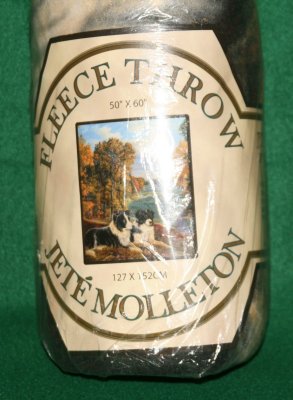 FLEECE THROW
50" X 60"
127 X 152CM
JETÉ MOLLETON